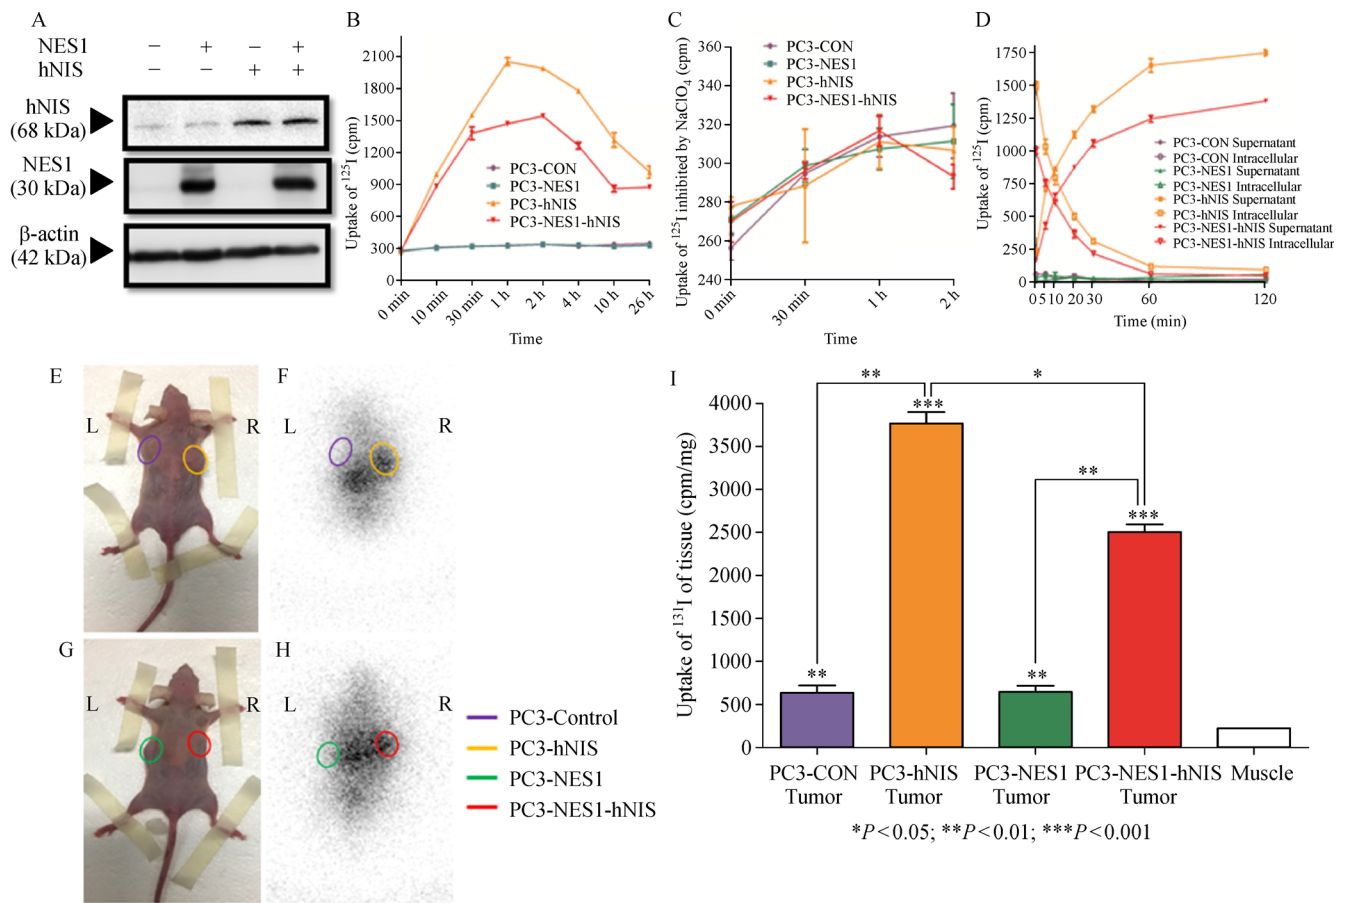 A
NES1 − + − +
hNIS − − + +
hNIS
(68 kDa)
NES1
(30 kDa)
β-actin
(42 kDa)
B
Uptake of ¹²⁵I (cpm)
2100
1800
1500
1200
900
600
300
0
PC3-CON
PC3-NES1
PC3-hNIS
PC3-NES1-hNIS
0 min 10 min 30 min 1 h 2 h 4 h 10 h 26 h
Time
C
Uptake of ¹²⁵I inhibited by NaClO₄ (cpm)
360
340
320
300
280
260
240
PC3-CON
PC3-NES1
PC3-hNIS
PC3-NES1-hNIS
0 min 30 min 1 h 2 h
Time
D
Uptake of ¹²⁵I (cpm)
1750
1500
1250
1000
750
500
250
0
PC3-CON Supernatant
PC3-CON Intracellular
PC3-NES1 Supernatant
PC3-NES1 Intracellular
PC3-hNIS Supernatant
PC3-hNIS Intracellular
PC3-NES1-hNIS Supernatant
PC3-NES1-hNIS Intracellular
0 5 10 20 30 60 120
Time (min)
E
L R
F
L R
G
L R
H
L R
PC3-Control
PC3-hNIS
PC3-NES1
PC3-NES1-hNIS
I
Uptake of ¹³¹I of tissue (cpm/mg)
4000
3500
3000
2500
2000
1500
1000
500
0
** *
***
**
***
** **
PC3-CON PC3-hNIS PC3-NES1 PC3-NES1-hNIS Muscle
Tumor Tumor Tumor Tumor
*P<0.05; **P<0.01; ***P<0.001